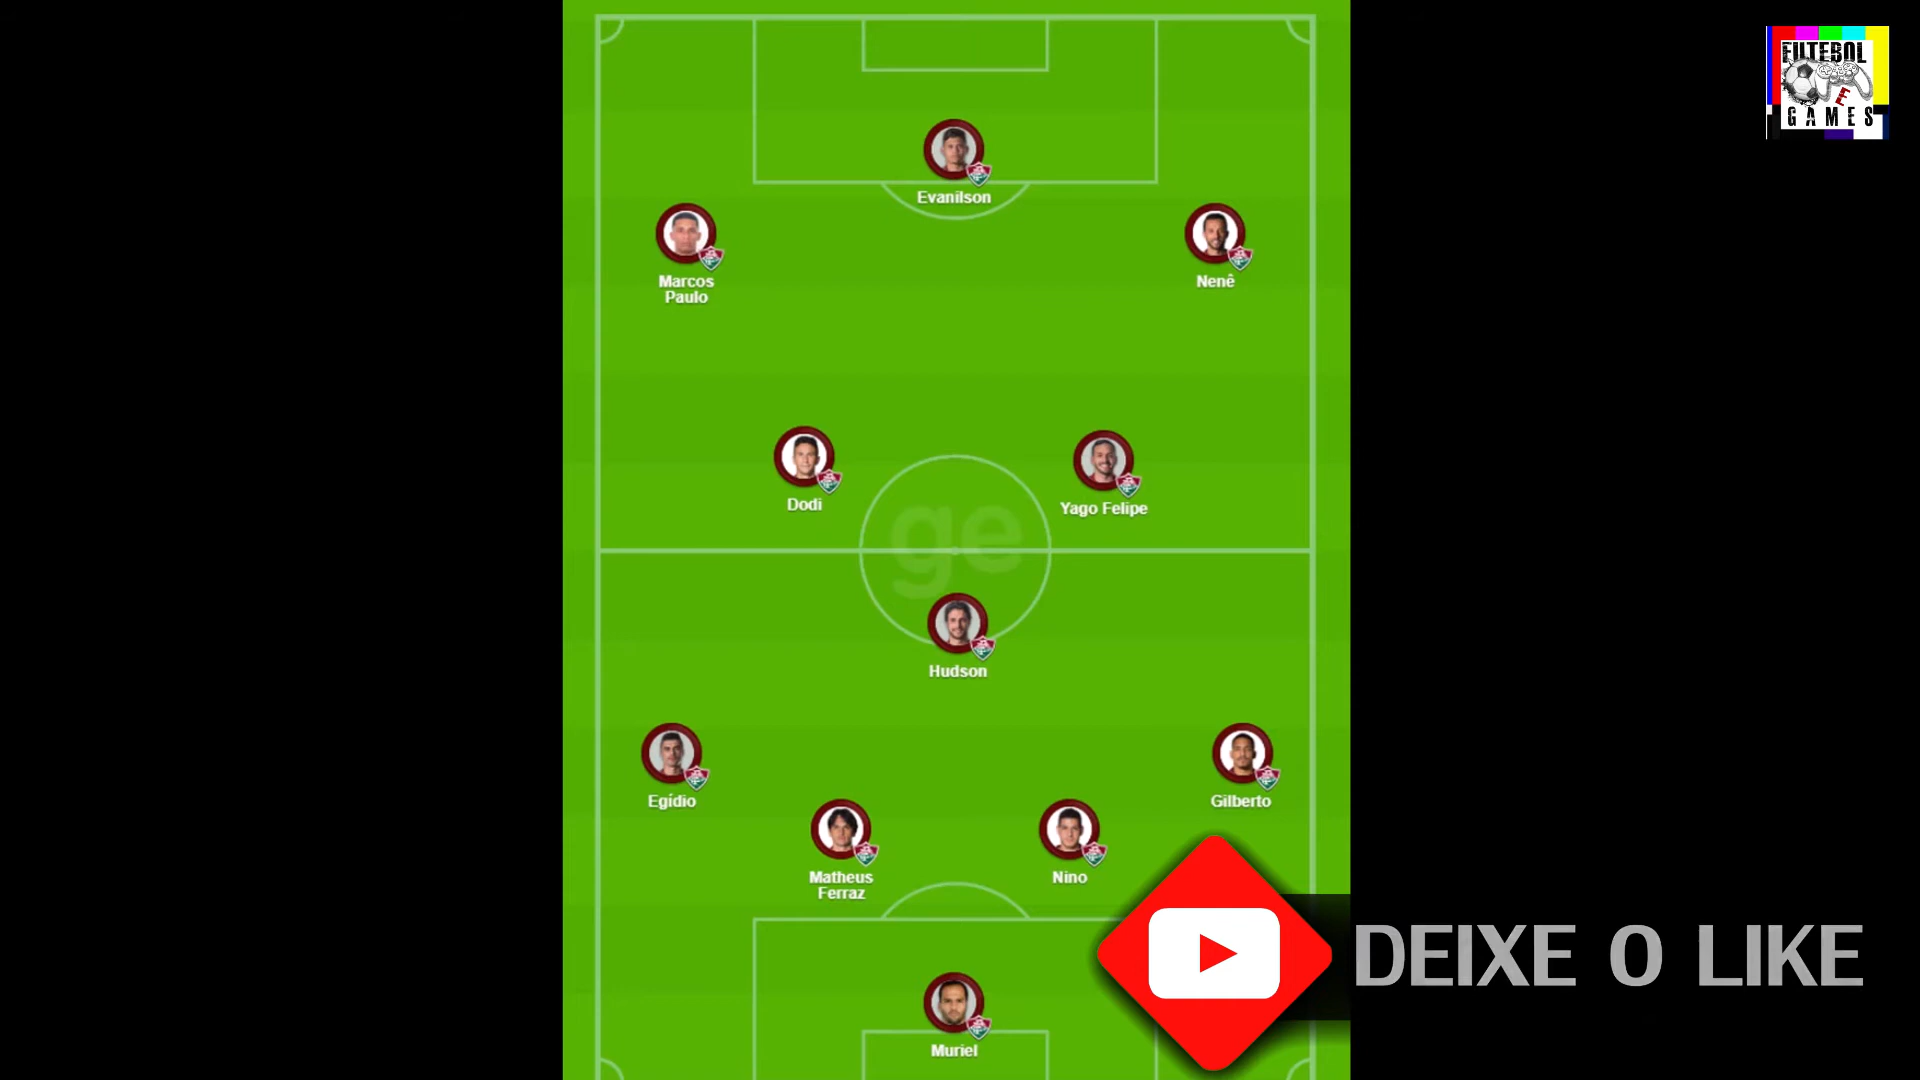 FUTEBOL
E
GAMES
Evanilson
Marcos
Paulo
Nenê
Dodi
Yago Felipe
ge
Hudson
Egídio
Gilberto
Matheus
Ferraz
Nino
DEIXE O LIKE
Muriel